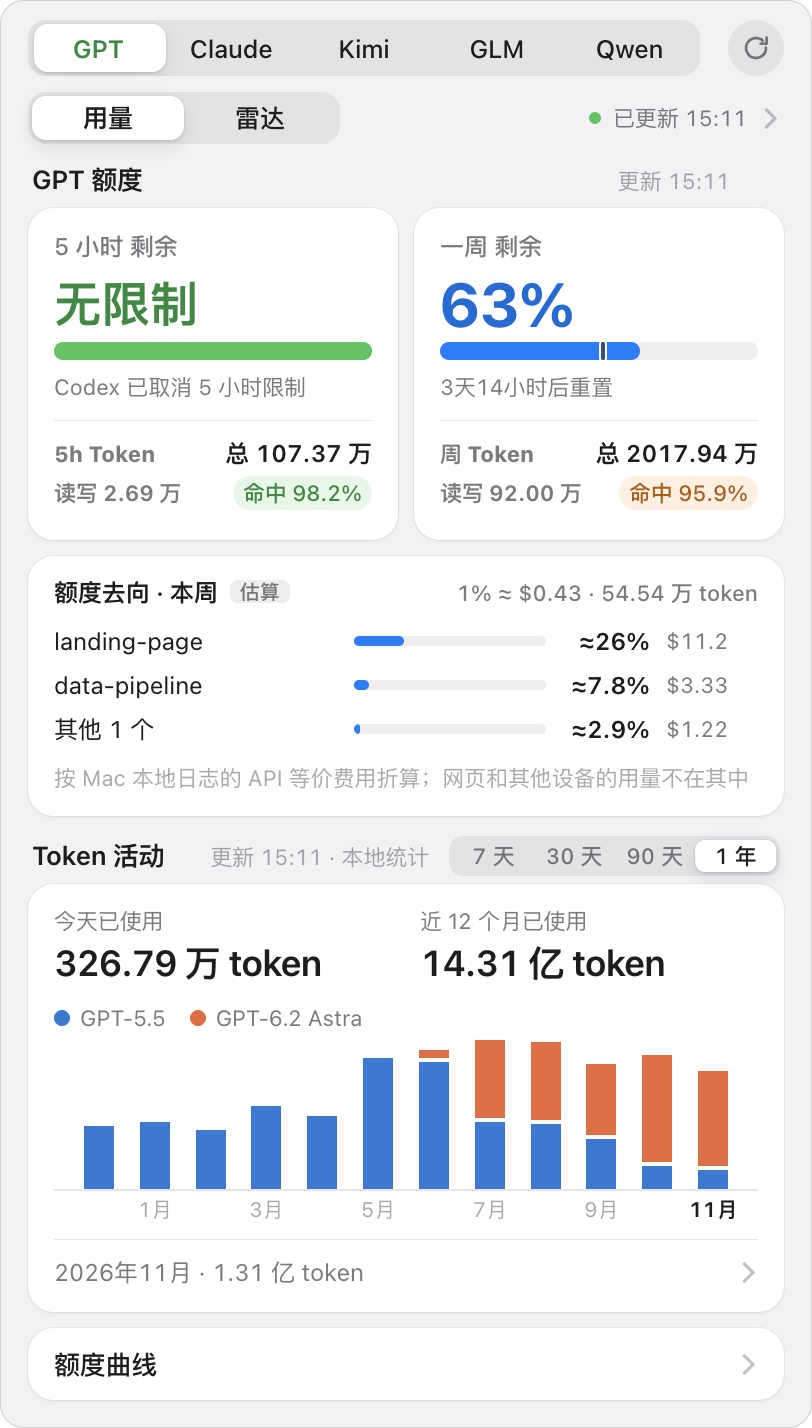 GPT Claude Kimi GLM Qwen
用量 雷达 已更新 15:11
GPT 额度 更新 15:11
5 小时 剩余
无限制
Codex 已取消 5 小时限制
5h Token 总 107.37 万
读写 2.69 万 命中 98.2%
一周 剩余
63%
3天14小时后重置
周 Token 总 2017.94 万
读写 92.00 万 命中 95.9%
额度去向 · 本周 估算 1% ≈ $0.43 · 54.54 万 token
landing-page ≈26% $11.2
data-pipeline ≈7.8% $3.33
其他 1 个 ≈2.9% $1.22
按 Mac 本地日志的 API 等价费用折算；网页和其他设备的用量不在其中
Token 活动 更新 15:11 · 本地统计 7 天 30 天 90 天 1 年
今天已使用
326.79 万 token
近 12 个月已使用
14.31 亿 token
GPT-5.5 GPT-6.2 Astra
1月 3月 5月 7月 9月 11月
2026年11月 · 1.31 亿 token
额度曲线